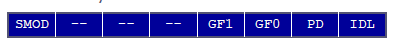 SMOD -- -- -- GF1 GF0 PD IDL